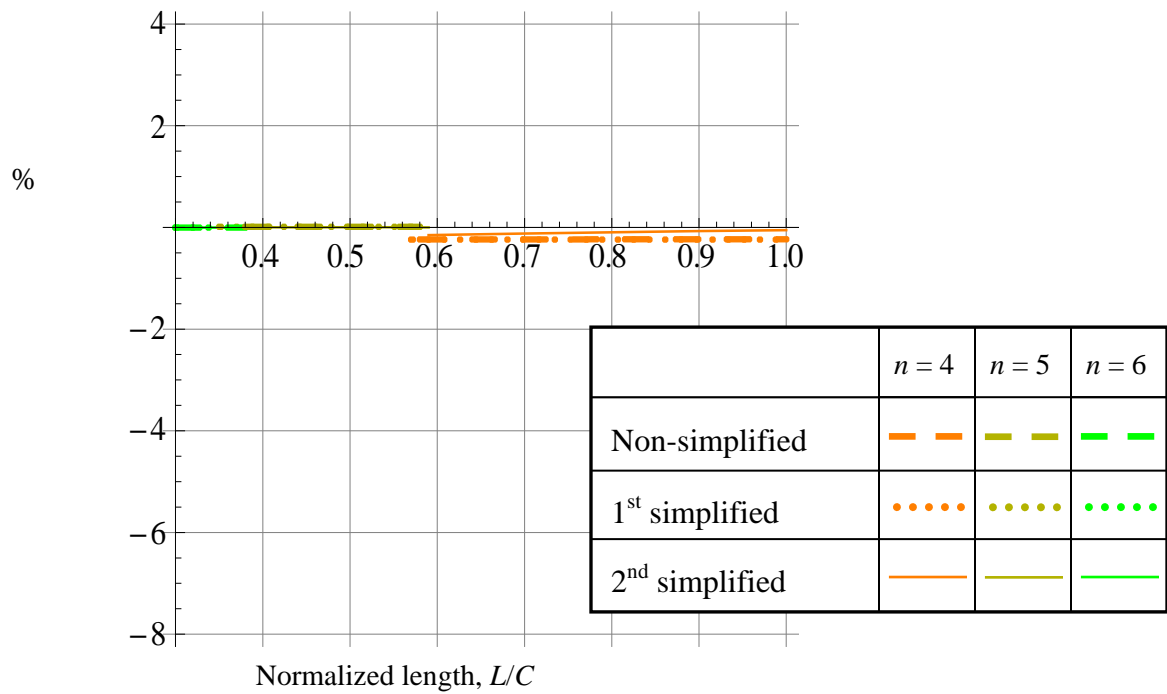 4
2
%
0.4 0.5 0.6 0.7 0.8 0.9 1.0
−2
−4
−6
−8
Normalized length, L/C
n = 4 n = 5 n = 6
Non-simplified
1st simplified
2nd simplified